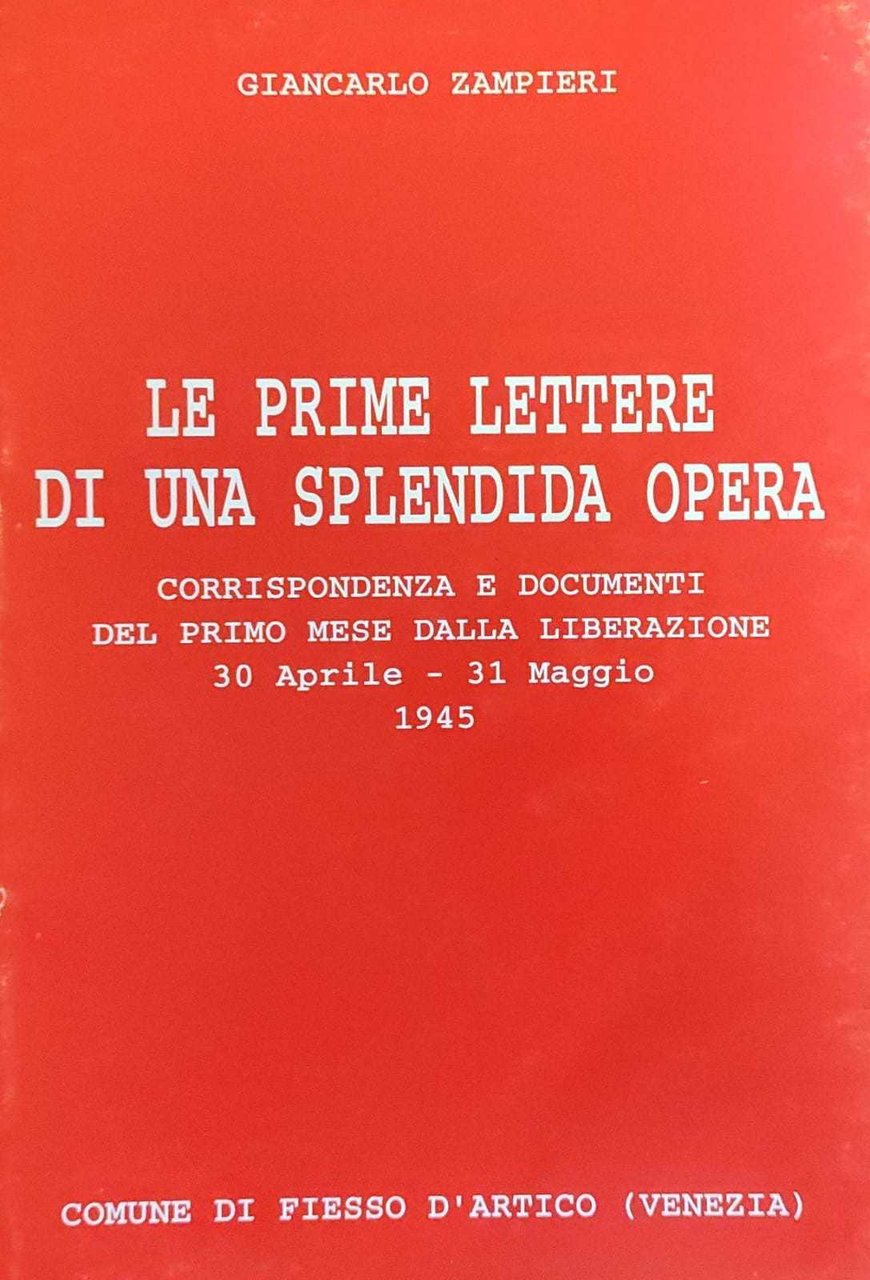 GIANCARLO ZAMPIERI
LE PRIME LETTERE
DI UNA SPLENDIDA OPERA
CORRISPONDENZA E DOCUMENTI
DEL PRIMO MESE DALLA LIBERAZIONE
30 Aprile - 31 Maggio
1945
COMUNE DI FIESSO D'ARTICO (VENEZIA)